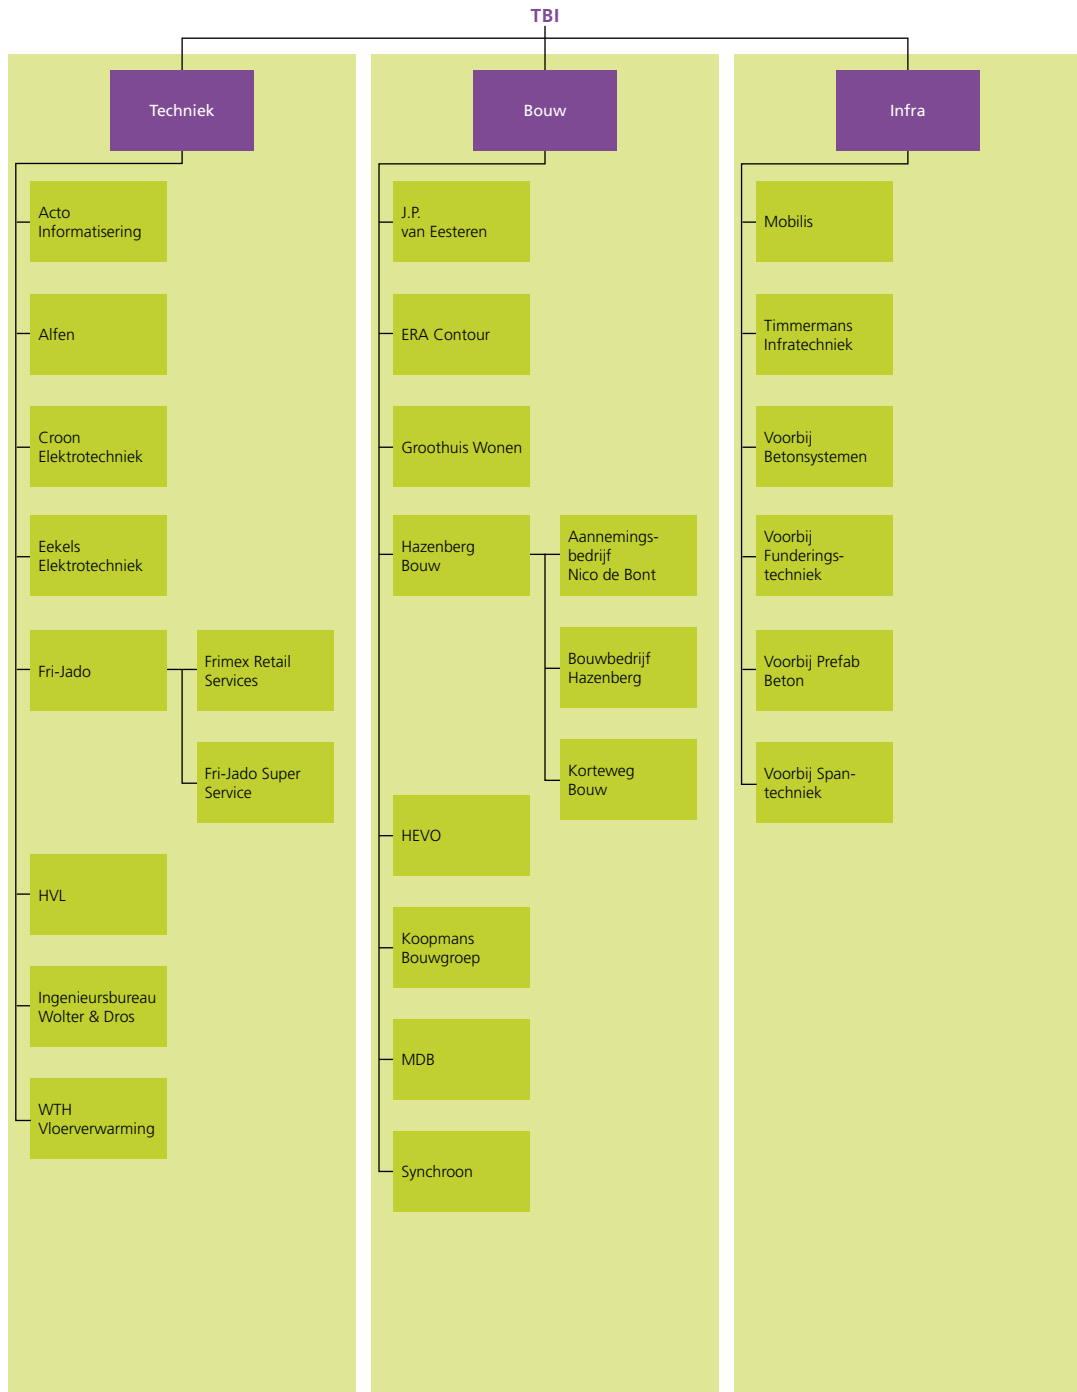 TBI
Techniek
Acto
Informatisering
Alfen
Croon
Elektrotechniek
Eekels
Elektrotechniek
Fri-Jado
Frimex Retail
Services
Fri-Jado Super
Service
HVL
Ingenieursbureau
Wolter & Dros
WTH
Vloerverwarming
Bouw
J.P.
van Eesteren
ERA Contour
Groothuis Wonen
Hazenberg
Bouw
Aannemings-
bedrijf
Nico de Bont
Bouwbedrijf
Hazenberg
Korteweg
Bouw
HEVO
Koopmans
Bouwgroep
MDB
Synchroon
Infra
Mobilis
Timmermans
Infratechniek
Voorbij
Betonsystemen
Voorbij
Funderings-
techniek
Voorbij Prefab
Beton
Voorbij Span-
techniek